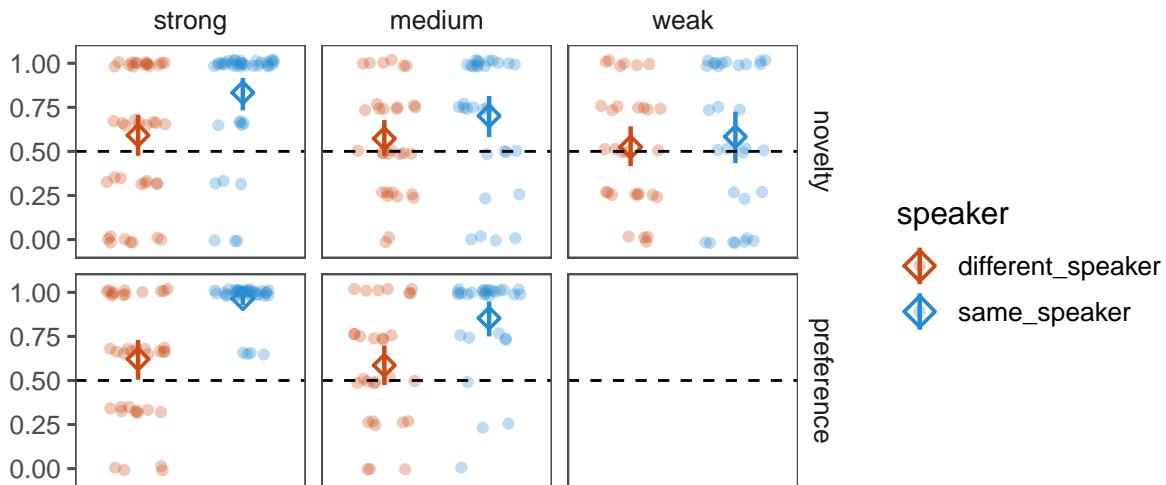 strong medium weak
1.00
0.75
0.50
0.25
0.00
novelty
1.00
0.75
0.50
0.25
0.00
preference
speaker
different_speaker
same_speaker